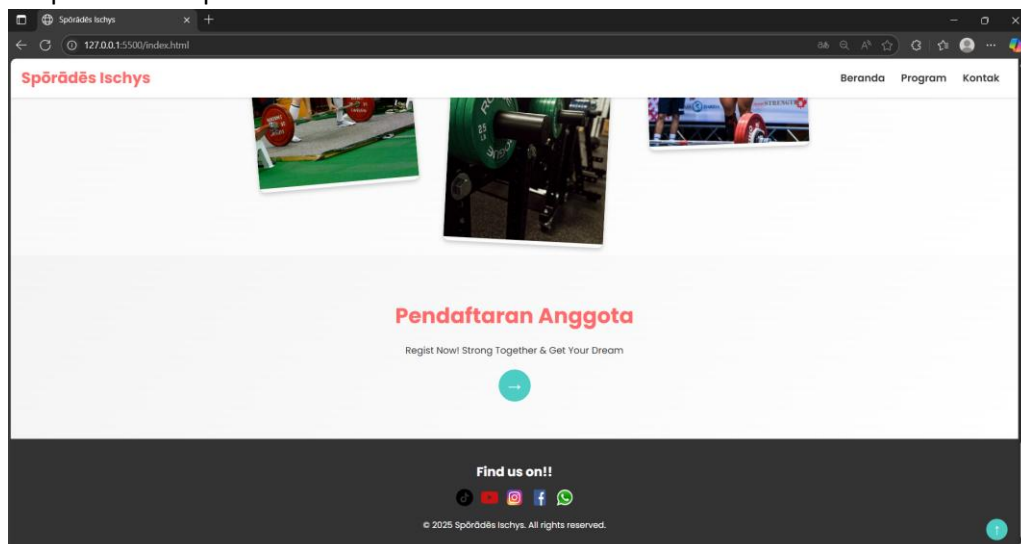 Spōrādēs Ischys
127.0.0.1:5500/index.html
Spōrādēs Ischys
Beranda Program Kontak
Pendaftaran Anggota
Regist Now! Strong Together & Get Your Dream
→
Find us on!!
© 2025 Spōrādēs Ischys. All rights reserved.
↑